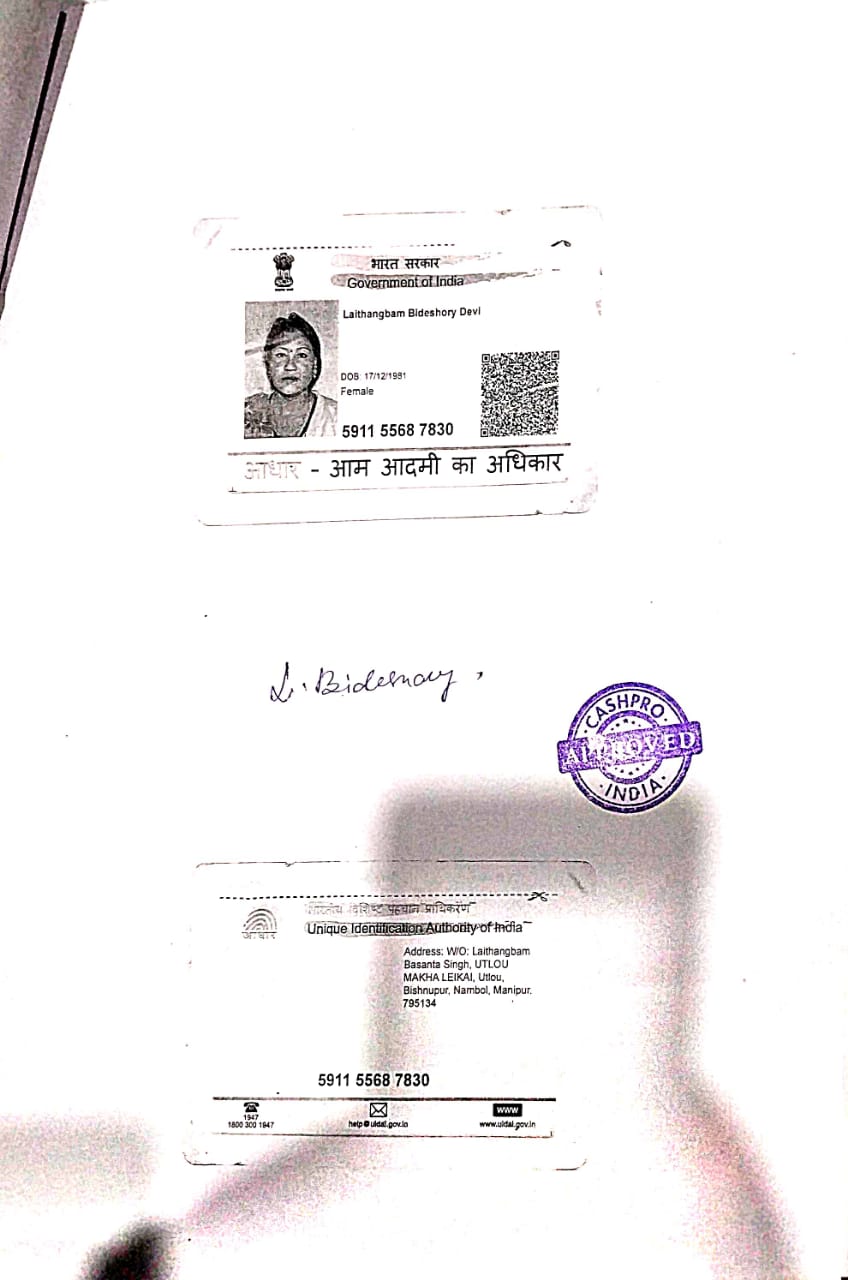 भारत सरकार
Government of India
Laithangbam Bideshory Devi
DOB: 17/12/1981
Female
5911 5568 7830
आधार - आम आदमी का अधिकार
CASHPRO
APPROVED
INDIA
भारतीय विशिष्ट पहचान प्राधिकरण
आधार
Unique Identification Authority of India
Address: W/O: Laithangbam
Basanta Singh, UTLOU
MAKHA LEIKAI, Utlou,
Bishnupur, Nambol, Manipur.
795134
5911 5568 7830
1947
1800 300 1947
help@uidai.gov.in
WWW
www.uidai.gov.in